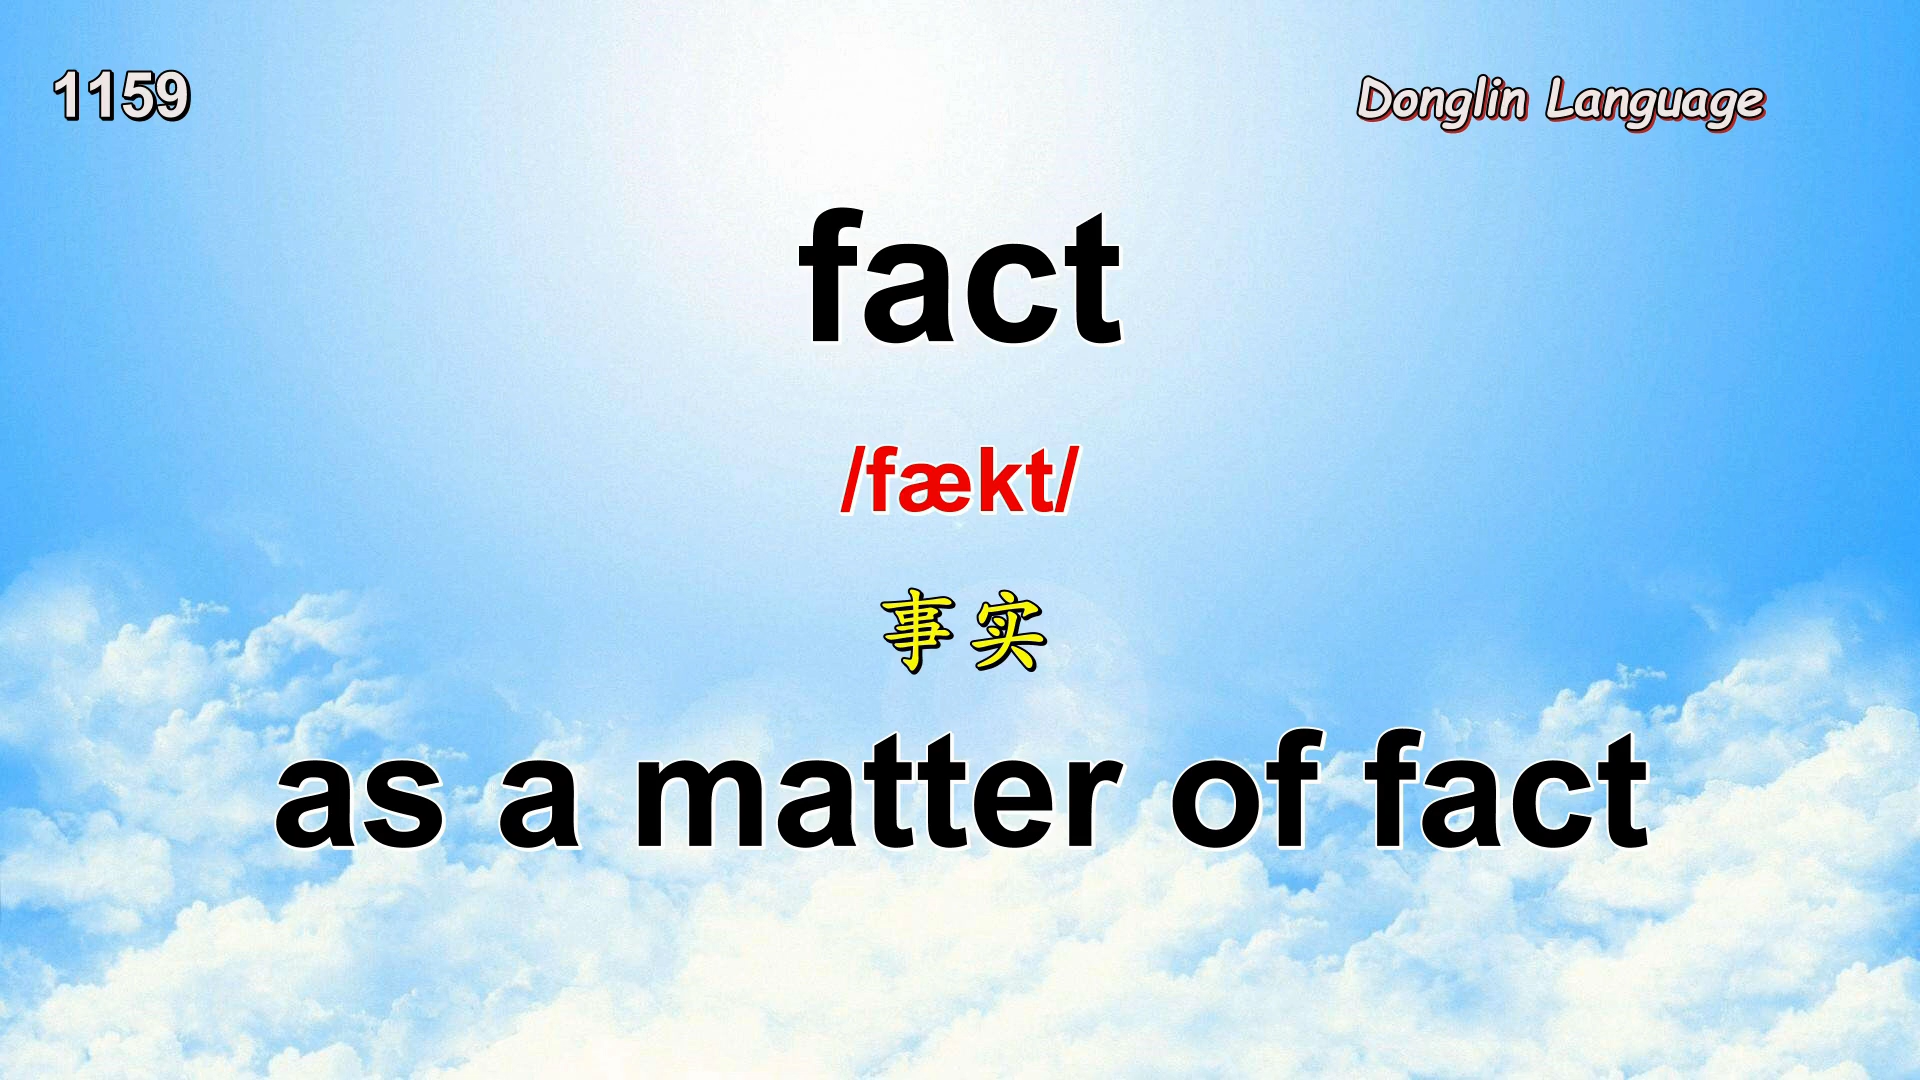 1159
Donglin Language
fact
/fækt/
事实
as a matter of fact